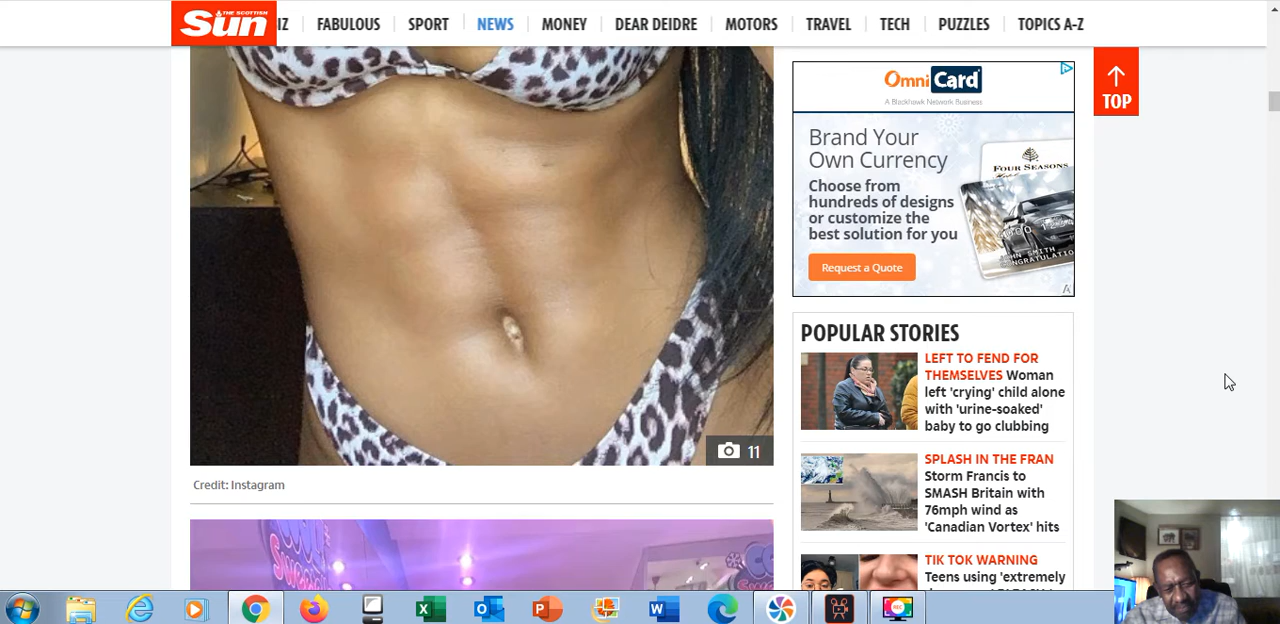 THE SCOTTISH
Sun
IZ
FABULOUS
SPORT
NEWS
MONEY
DEAR DEIDRE
MOTORS
TRAVEL
TECH
PUZZLES
TOPICS A-Z
TOP
OmniCard
A Blackhawk Network Business
Brand Your
Own Currency
Choose from
hundreds of designs
or customize the
best solution for you
Request a Quote
FOUR SEASONS
JOHN SMITH
CONGRATULATIO
POPULAR STORIES
LEFT TO FEND FOR
THEMSELVES Woman
left 'crying' child alone
with 'urine-soaked'
baby to go clubbing
SPLASH IN THE FRAN
Storm Francis to
SMASH Britain with
76mph wind as
'Canadian Vortex' hits
TIK TOK WARNING
Teens using 'extremely
11
Credit: Instagram
REC